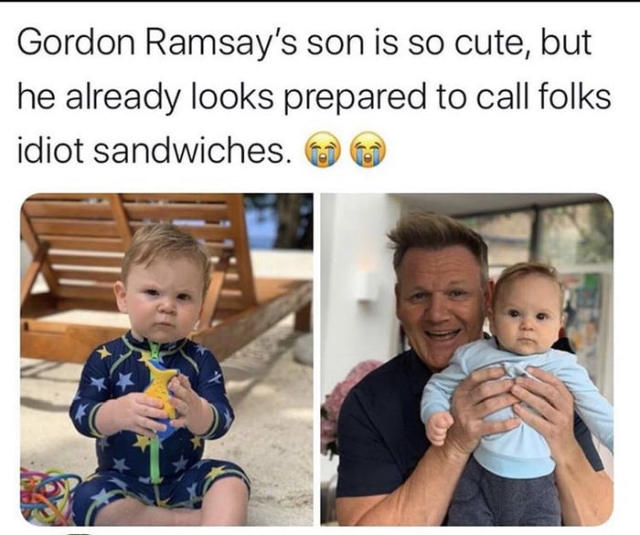 Gordon Ramsay’s son is so cute, but
he already looks prepared to call folks
idiot sandwiches. 😭😭